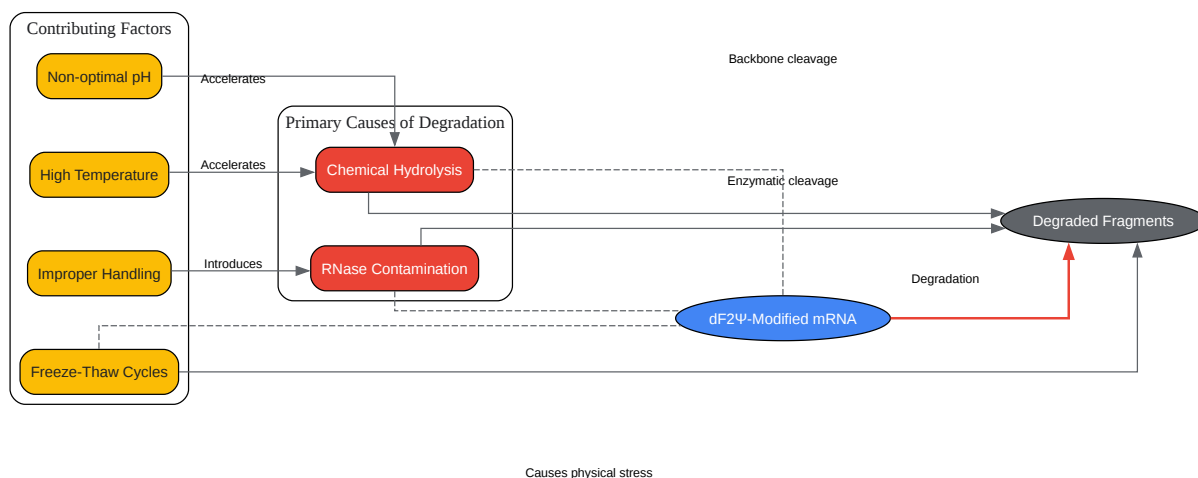 Contributing Factors
Non-optimal pH
Accelerates
Backbone cleavage
Primary Causes of Degradation
High Temperature
Accelerates
Chemical Hydrolysis
Enzymatic cleavage
Degraded Fragments
Improper Handling
Introduces
RNase Contamination
Degradation
dF2Ψ-Modified mRNA
Freeze-Thaw Cycles
Causes physical stress